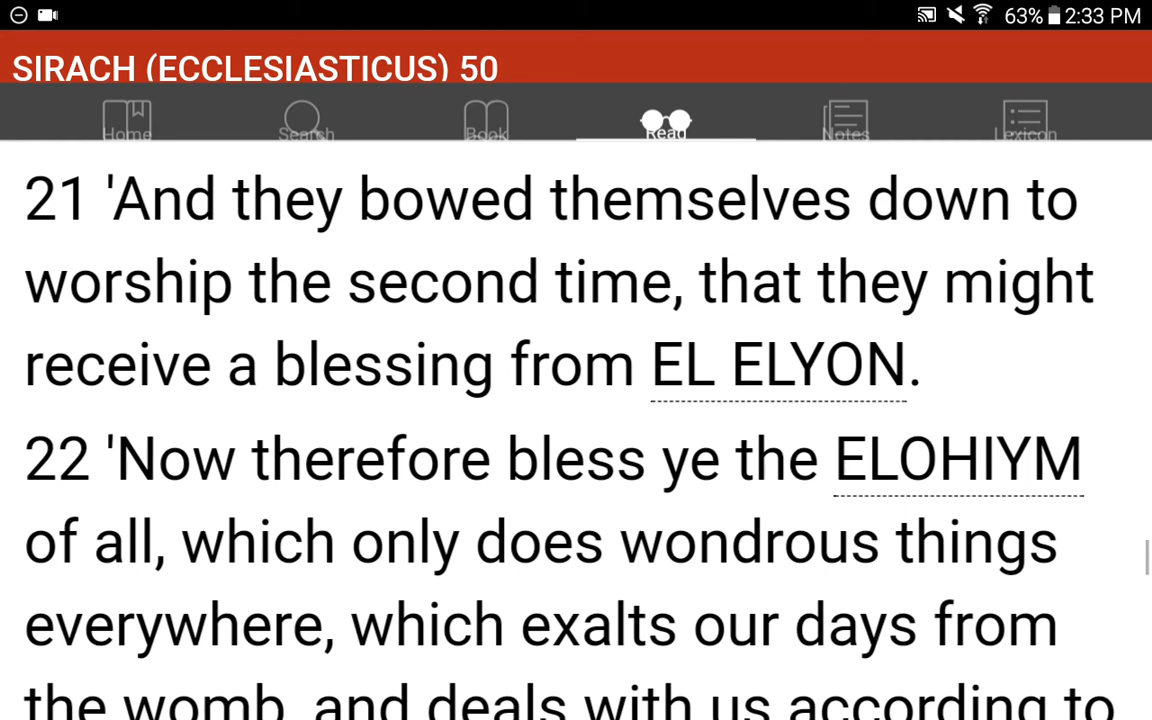 63% 2:33 PM
SIRACH (ECCLESIASTICUS) 50
Home Search Book Read Notes Lexicon
21 'And they bowed themselves down to
worship the second time, that they might
receive a blessing from EL ELYON.
22 'Now therefore bless ye the ELOHIYM
of all, which only does wondrous things
everywhere, which exalts our days from
the womb, and deals with us according to